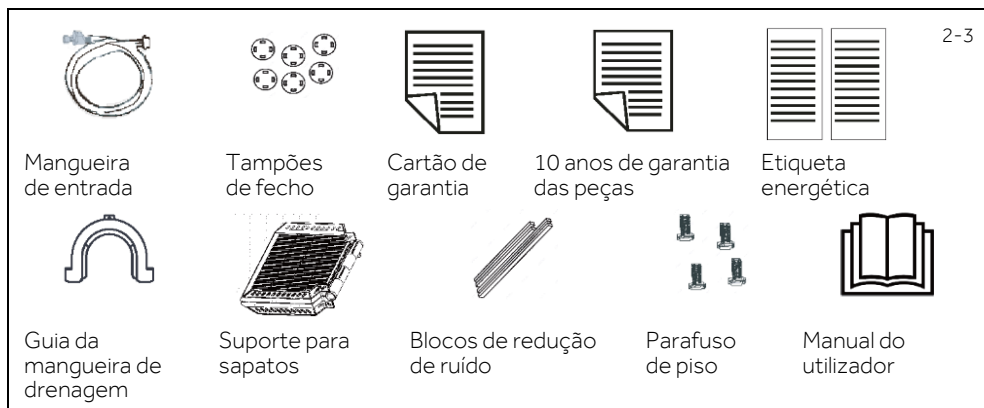 2-3
Mangueira
de entrada
Tampões
de fecho
Cartão de
garantia
10 anos de garantia
das peças
Etiqueta
energética
Guia da
mangueira de
drenagem
Suporte para
sapatos
Blocos de redução
de ruído
Parafuso
de piso
Manual do
utilizador